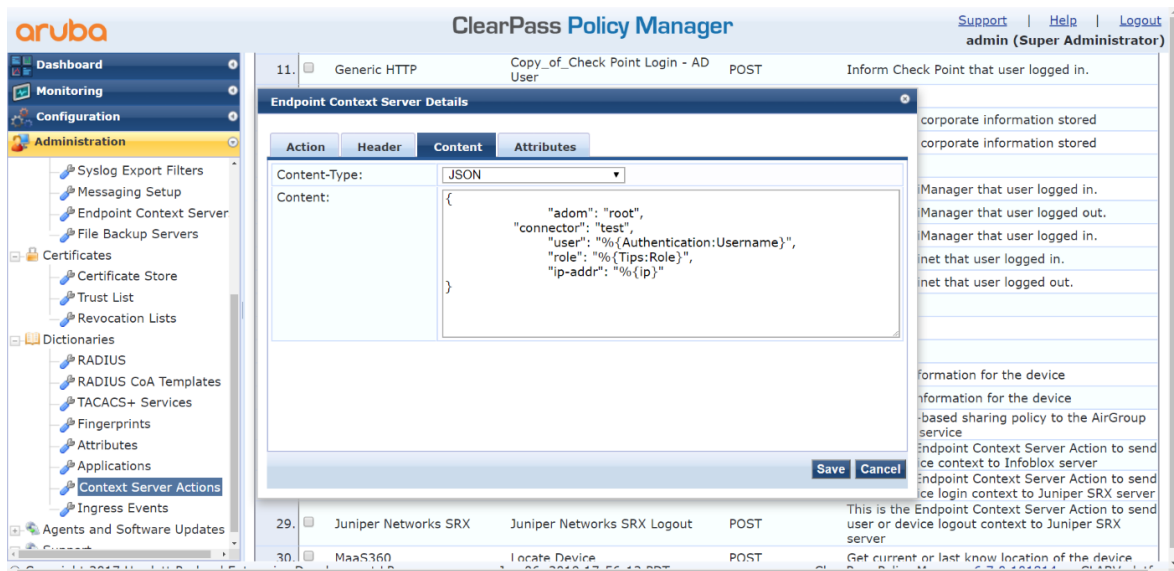 aruba
ClearPass Policy Manager
Support | Help | Logout
admin (Super Administrator)
Dashboard
Monitoring
Configuration
Administration
Syslog Export Filters
Messaging Setup
Endpoint Context Server
File Backup Servers
Certificates
Certificate Store
Trust List
Revocation Lists
Dictionaries
RADIUS
RADIUS CoA Templates
TACACS+ Services
Fingerprints
Attributes
Applications
Context Server Actions
Ingress Events
Agents and Software Updates
11. Generic HTTP Copy_of_Check Point Login - AD User POST Inform Check Point that user logged in.
Endpoint Context Server Details
Action Header Content Attributes
Content-Type: JSON
Content:
{
"adom": "root",
"connector": "test",
"user": "%{Authentication:Username}",
"role": "%{Tips:Role}",
"ip-addr": "%{ip}"
}
Save Cancel
corporate information stored
corporate information stored
iManager that user logged in.
iManager that user logged out.
iManager that user logged in.
inet that user logged in.
inet that user logged out.
formation for the device
nformation for the device
-based sharing policy to the AirGroup
service
Endpoint Context Server Action to send
ice context to Infoblox server
Endpoint Context Server Action to send
ice login context to Juniper SRX server
29. Juniper Networks SRX Juniper Networks SRX Logout POST This is the Endpoint Context Server Action to send
user or device logout context to Juniper SRX
server
30. MaaS360 Locate Device POST Get current or last know location of the device